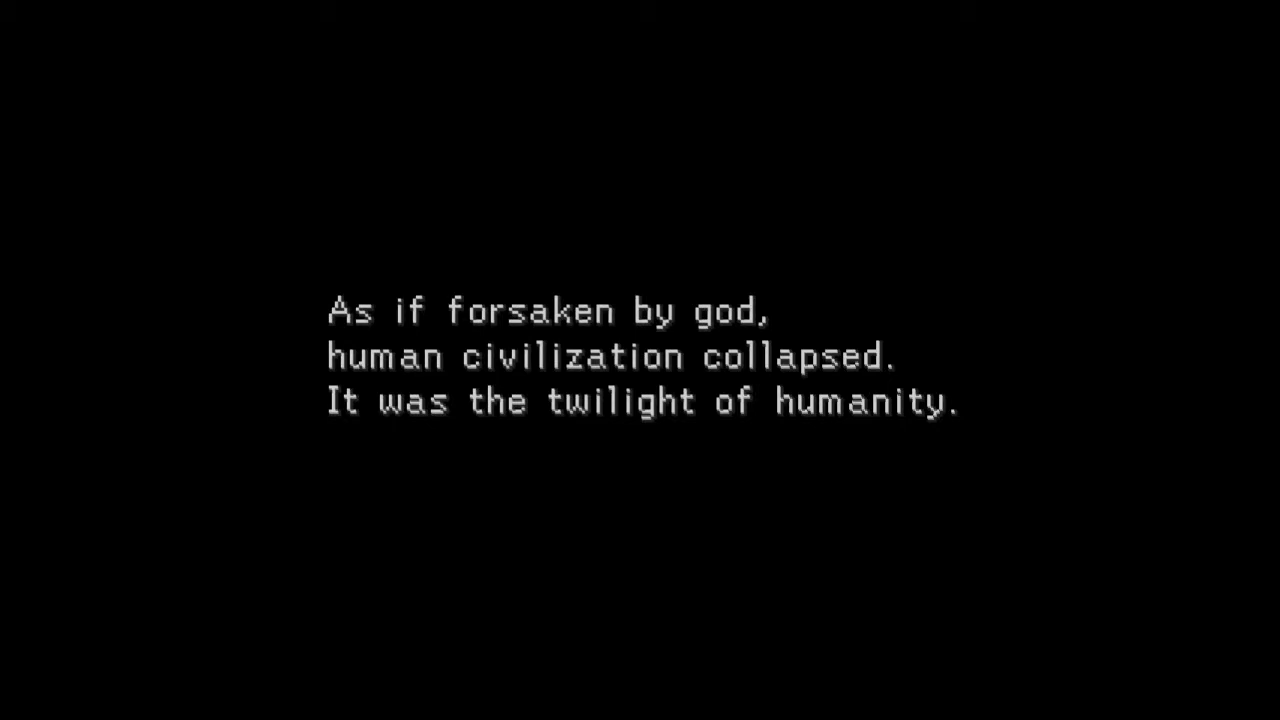 As if forsaken by god,
human civilization collapsed.
It was the twilight of humanity.